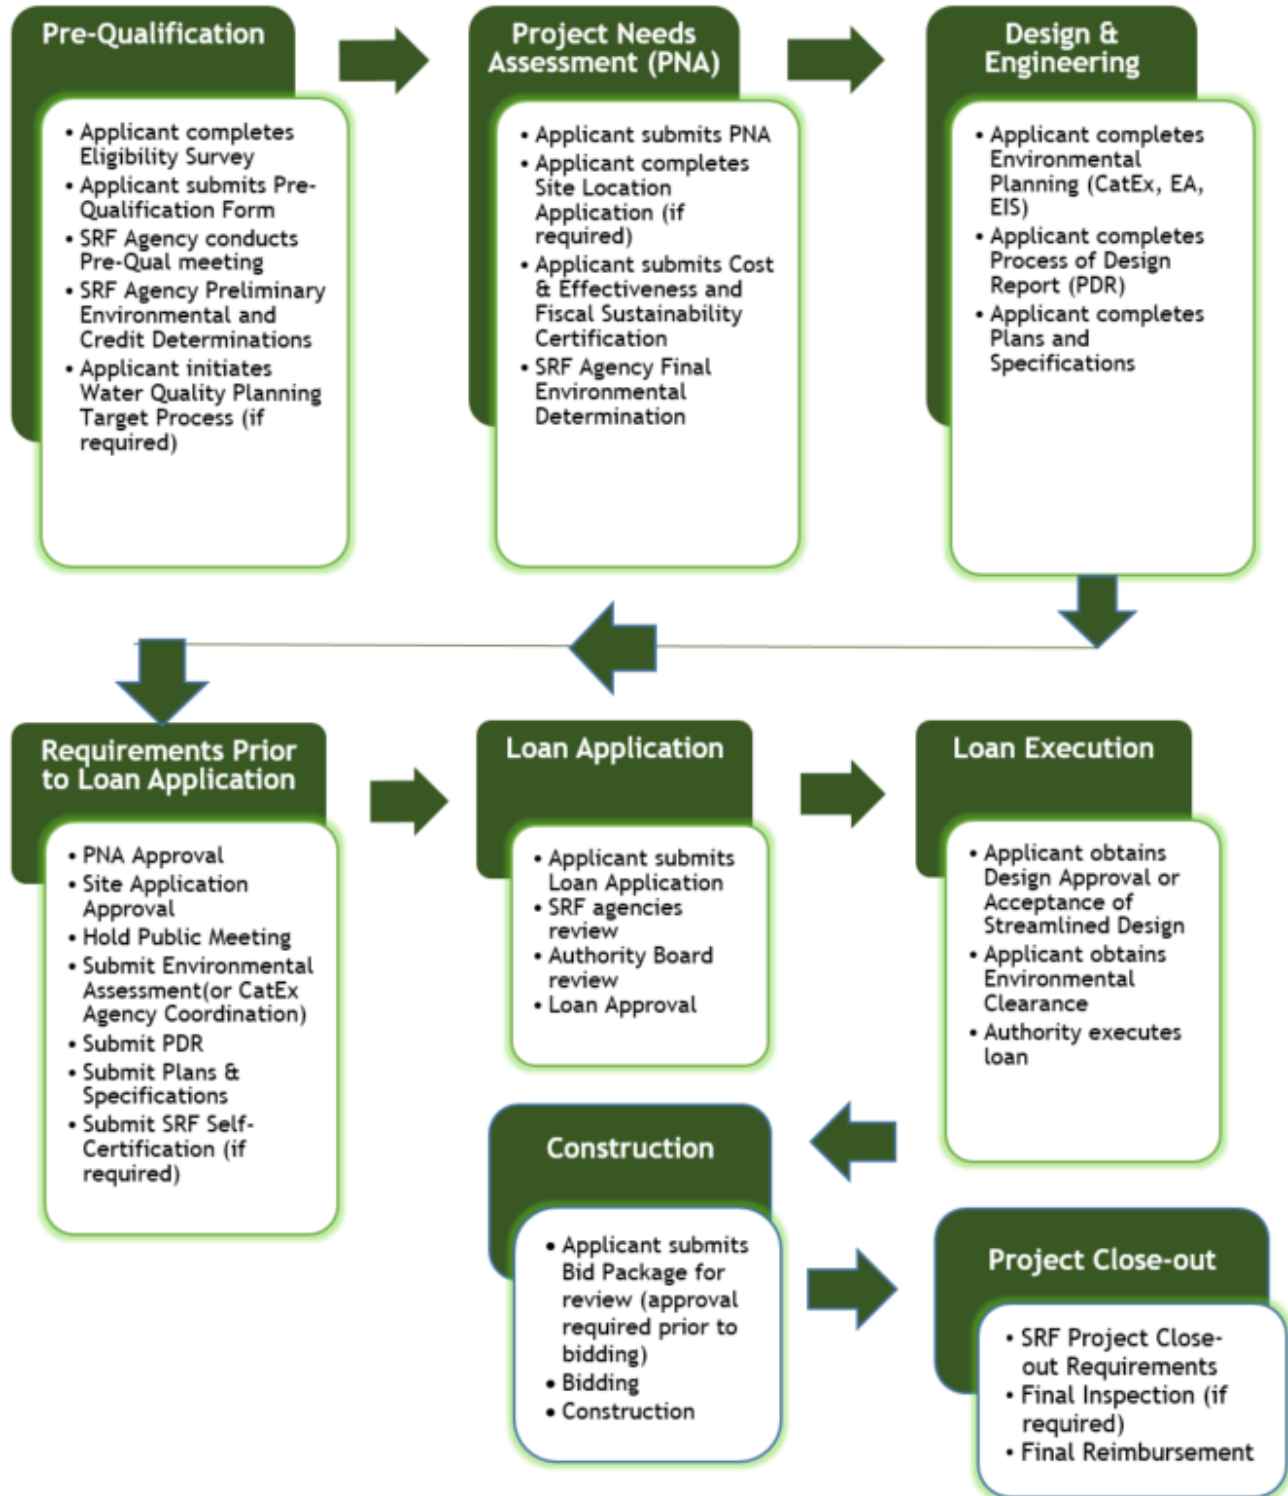 Pre-Qualification
• Applicant completes
Eligibility Survey
• Applicant submits Pre-
Qualification Form
• SRF Agency conducts
Pre-Qual meeting
• SRF Agency Preliminary
Environmental and
Credit Determinations
• Applicant initiates
Water Quality Planning
Target Process (if
required)
Project Needs
Assessment (PNA)
• Applicant submits PNA
• Applicant completes
Site Location
Application (if
required)
• Applicant submits Cost
& Effectiveness and
Fiscal Sustainability
Certification
• SRF Agency Final
Environmental
Determination
Design &
Engineering
• Applicant completes
Environmental
Planning (CatEx, EA,
EIS)
• Applicant completes
Process of Design
Report (PDR)
• Applicant completes
Plans and
Specifications
Requirements Prior
to Loan Application
• PNA Approval
• Site Application
Approval
• Hold Public Meeting
• Submit Environmental
Assessment(or CatEx
Agency Coordination)
• Submit PDR
• Submit Plans &
Specifications
• Submit SRF Self-
Certification (if
required)
Loan Application
• Applicant submits
Loan Application
• SRF agencies
review
• Authority Board
review
• Loan Approval
Loan Execution
• Applicant obtains
Design Approval or
Acceptance of
Streamlined Design
• Applicant obtains
Environmental
Clearance
• Authority executes
loan
Construction
• Applicant submits
Bid Package for
review (approval
required prior to
bidding)
• Bidding
• Construction
Project Close-out
• SRF Project Close-
out Requirements
• Final Inspection (if
required)
• Final Reimbursement